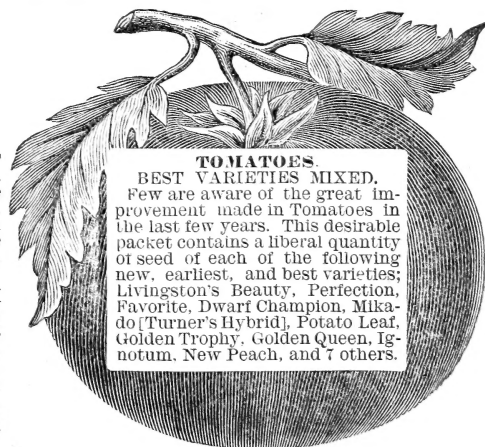 TOMATOES.
BEST VARIETIES MIXED.
Few are aware of the great im-
provement made in Tomatoes in
the last few years. This desirable
packet contains a liberal quantity
of seed of each of the following
new, earliest, and best varieties;
Livingston's Beauty, Perfection,
Favorite, Dwarf Champion, Mika-
do [Turner's Hybrid], Potato Leaf,
Golden Trophy, Golden Queen, Ig-
notum, New Peach, and 7 others.